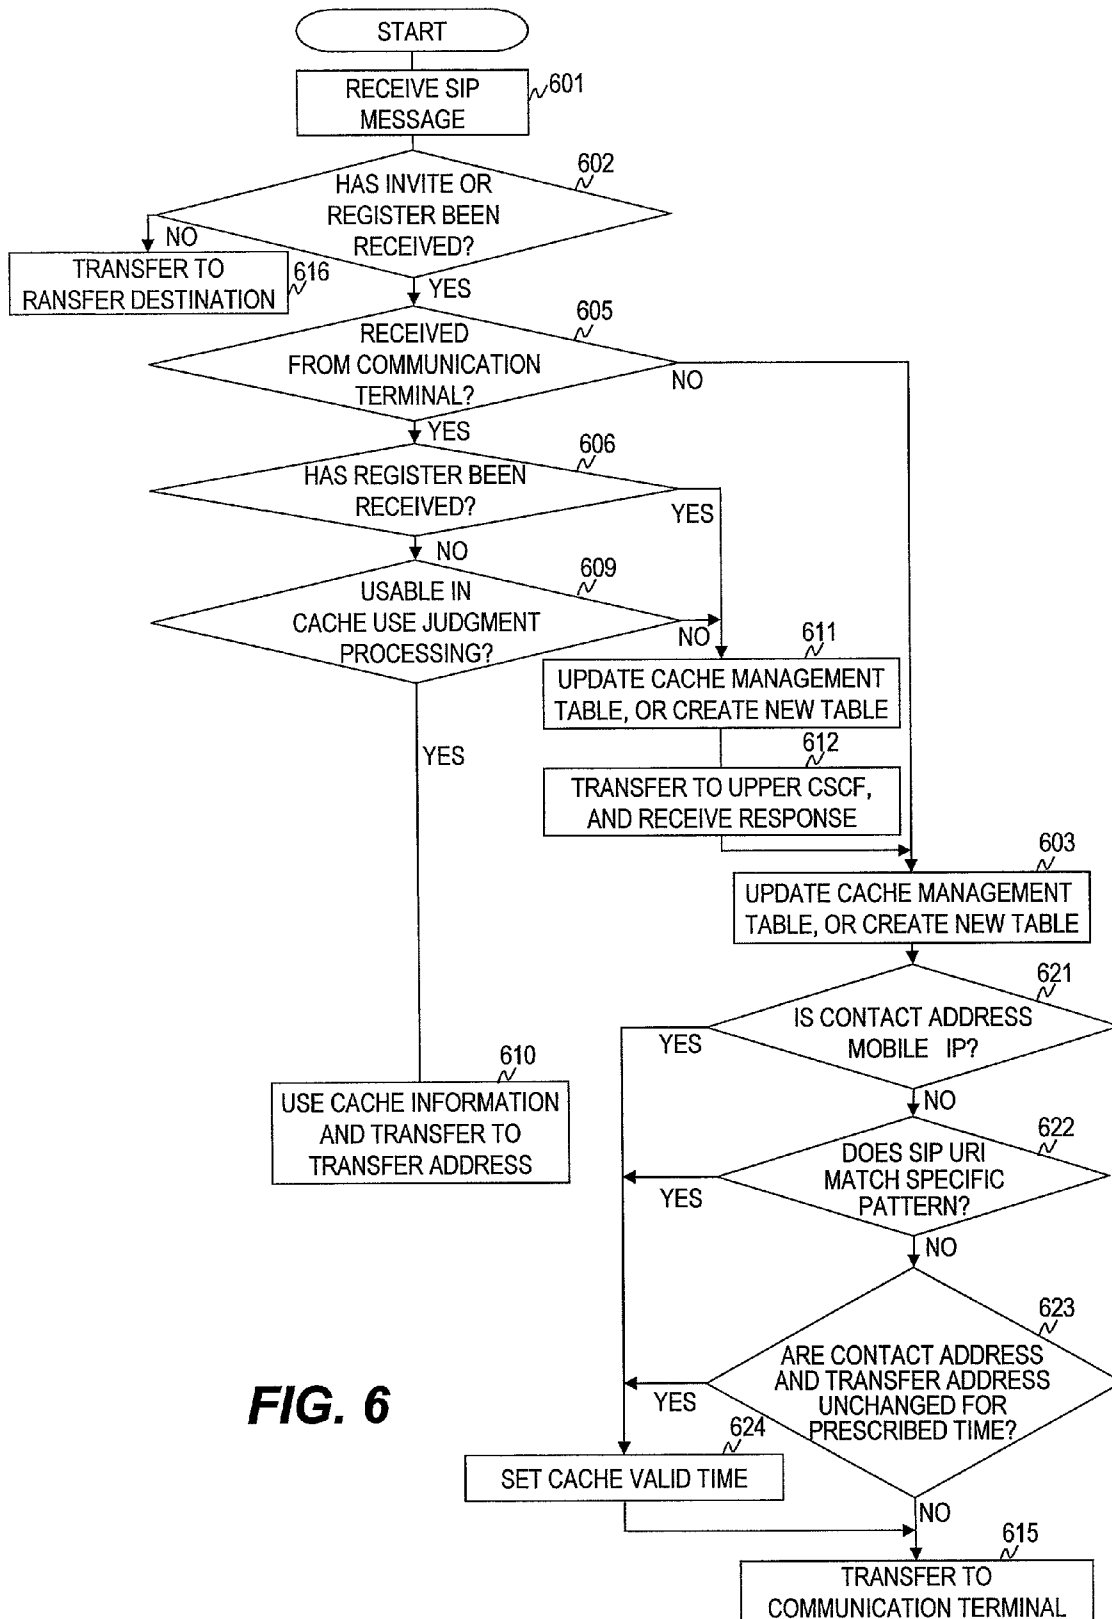 START
RECEIVE SIP
MESSAGE
601
602
HAS INVITE OR
REGISTER BEEN
RECEIVED?
NO
TRANSFER TO
RANSFER DESTINATION
616
YES
605
RECEIVED
FROM COMMUNICATION
TERMINAL?
NO
YES
606
HAS REGISTER BEEN
RECEIVED?
YES
NO
609
USABLE IN
CACHE USE JUDGMENT
PROCESSING?
NO
611
UPDATE CACHE MANAGEMENT
TABLE, OR CREATE NEW TABLE
YES
612
TRANSFER TO UPPER CSCF,
AND RECEIVE RESPONSE
603
UPDATE CACHE MANAGEMENT
TABLE, OR CREATE NEW TABLE
621
IS CONTACT ADDRESS
MOBILE IP?
YES
NO
610
USE CACHE INFORMATION
AND TRANSFER TO
TRANSFER ADDRESS
622
DOES SIP URI
MATCH SPECIFIC
PATTERN?
YES
NO
623
ARE CONTACT ADDRESS
AND TRANSFER ADDRESS
UNCHANGED FOR
PRESCRIBED TIME?
YES
FIG. 6
624
SET CACHE VALID TIME
NO
615
TRANSFER TO
COMMUNICATION TERMINAL